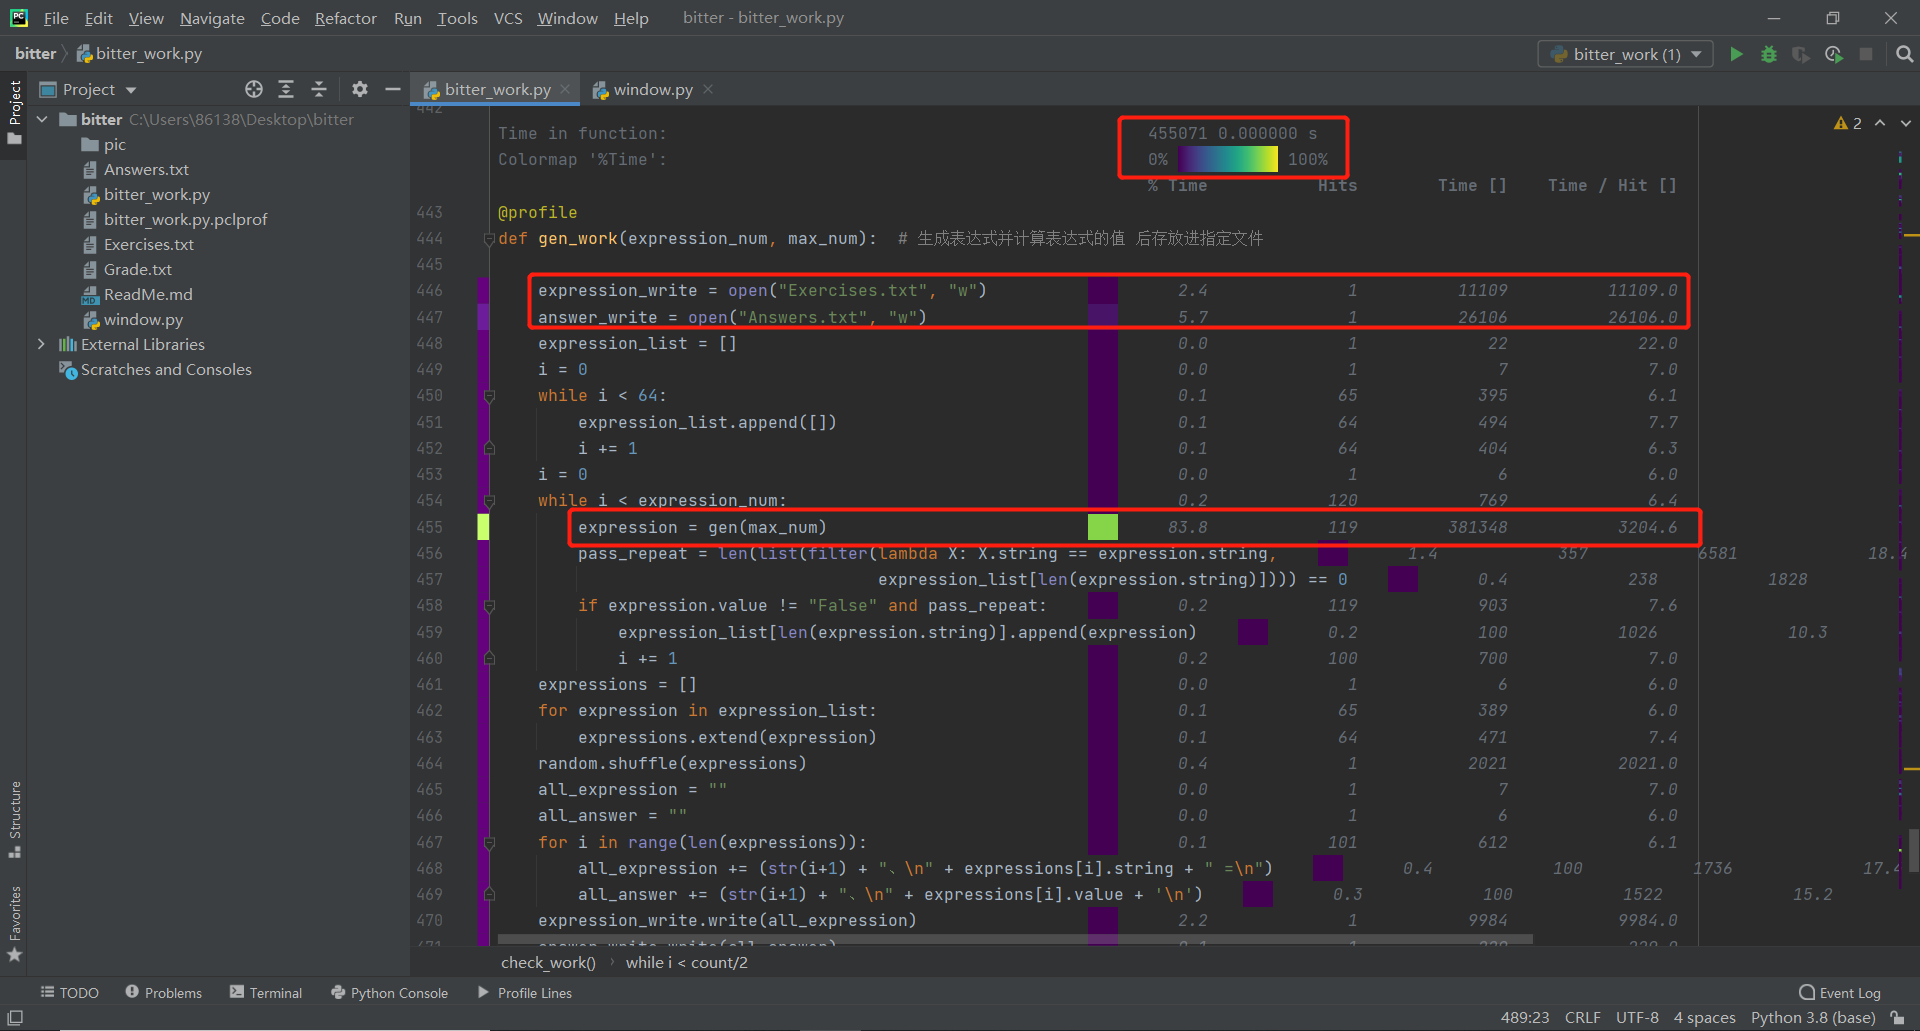 File Edit View Navigate Code Refactor Run Tools VCS Window Help bitter - bitter_work.py
bitter bitter_work.py bitter_work (1)
Project bitter_work.py window.py
Project
bitter C:\Users\86138\Desktop\bitter
pic
Answers.txt
bitter_work.py
bitter_work.py.pclprof
Exercises.txt
Grade.txt
ReadMe.md
window.py
External Libraries
Scratches and Consoles
Structure
Favorites
442
2
Time in function: 455071 0.000000 s
Colormap '%Time': 0% 100%
% Time Hits Time [] Time / Hit []
443 @profile
444 def gen_work(expression_num, max_num): # 生成表达式并计算表达式的值 后存放进指定文件
445
446 expression_write = open("Exercises.txt", "w") 2.4 1 11109 11109.0
447 answer_write = open("Answers.txt", "w") 5.7 1 26106 26106.0
448 expression_list = [] 0.0 1 22 22.0
449 i = 0 0.0 1 7 7.0
450 while i < 64: 0.1 65 395 6.1
451 expression_list.append([]) 0.1 64 494 7.7
452 i += 1 0.1 64 404 6.3
453 i = 0 0.0 1 6 6.0
454 while i < expression_num: 0.2 120 769 6.4
455 expression = gen(max_num) 83.8 119 381348 3204.6
456 pass_repeat = len(list(filter(lambda X: X.string == expression.string, 1.4 357 6581 18.4
457 expression_list[len(expression.string)]))) == 0 0.4 238 1828
458 if expression.value != "False" and pass_repeat: 0.2 119 903 7.6
459 expression_list[len(expression.string)].append(expression) 0.2 100 1026 10.3
460 i += 1 0.2 100 700 7.0
461 expressions = [] 0.0 1 6 6.0
462 for expression in expression_list: 0.1 65 389 6.0
463 expressions.extend(expression) 0.1 64 471 7.4
464 random.shuffle(expressions) 0.4 1 2021 2021.0
465 all_expression = "" 0.0 1 7 7.0
466 all_answer = "" 0.0 1 6 6.0
467 for i in range(len(expressions)): 0.1 101 612 6.1
468 all_expression += (str(i+1) + "、\n" + expressions[i].string + " =\n") 0.4 100 1736 17.4
469 all_answer += (str(i+1) + "、\n" + expressions[i].value + '\n') 0.3 100 1522 15.2
470 expression_write.write(all_expression) 2.2 1 9984 9984.0
check_work() while i < count/2
TODO Problems Terminal Python Console Profile Lines Event Log
489:23 CRLF UTF-8 4 spaces Python 3.8 (base)